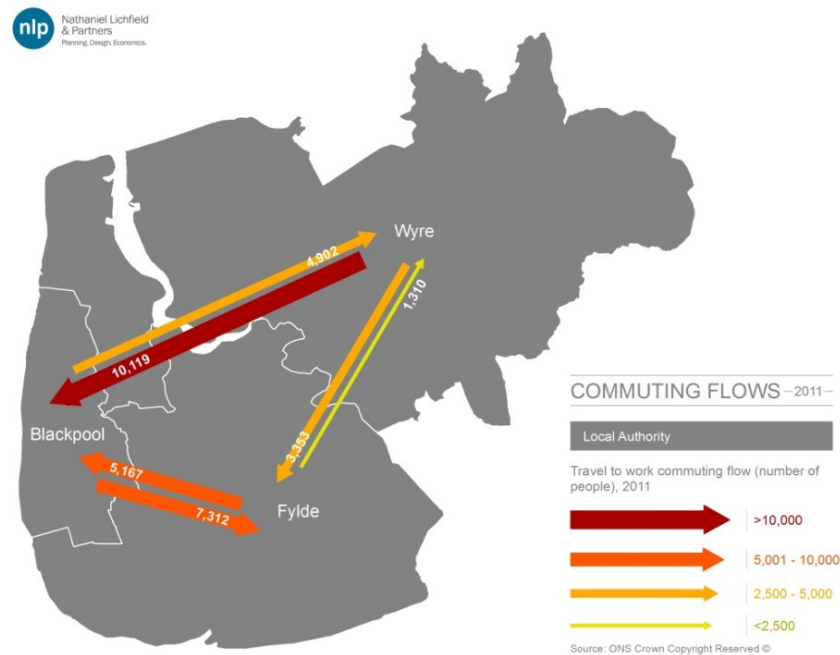 nlp
Nathaniel Lichfield
& Partners
Planning. Design. Economics.
Wyre
4,902
10,119
1,310
3,353
Blackpool
5,167
7,312
Fylde
COMMUTING FLOWS – 2011 –
Local Authority
Travel to work commuting flow (number of
people), 2011
>10,000
5,001 - 10,000
2,500 - 5,000
<2,500
Source: ONS Crown Copyright Reserved ©